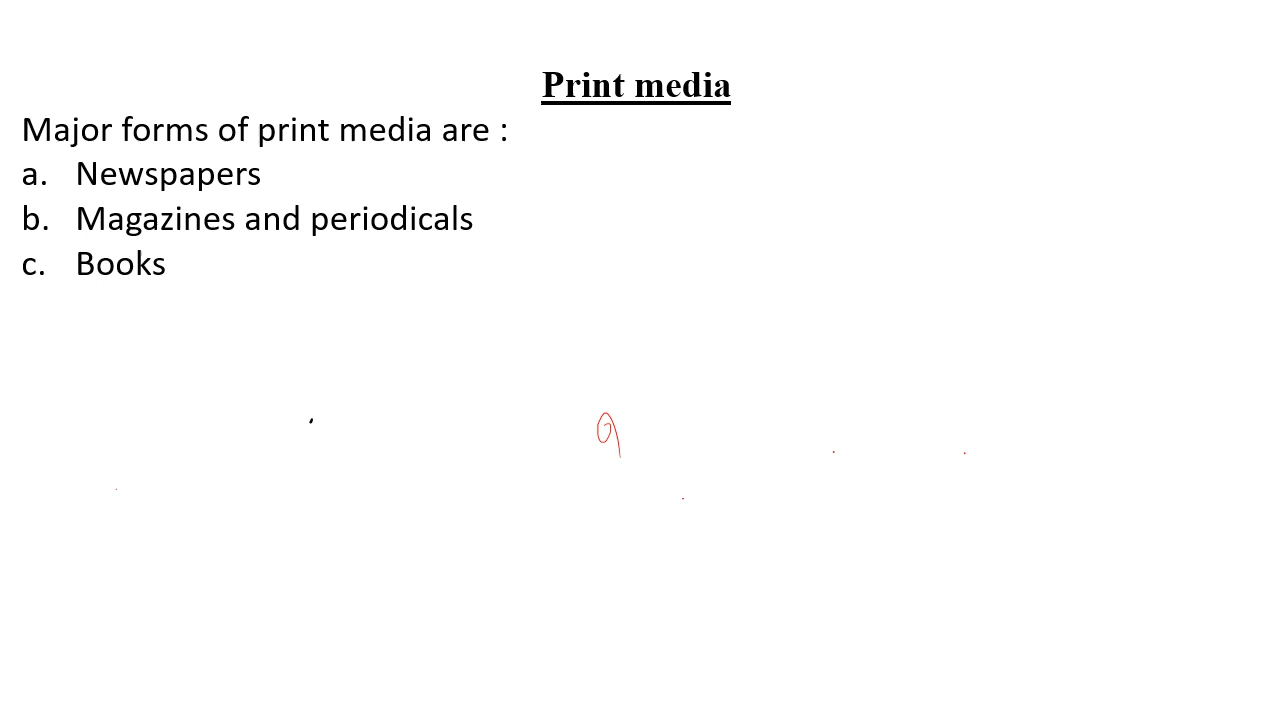 Print media
Major forms of print media are :
a. Newspapers
b. Magazines and periodicals
c. Books